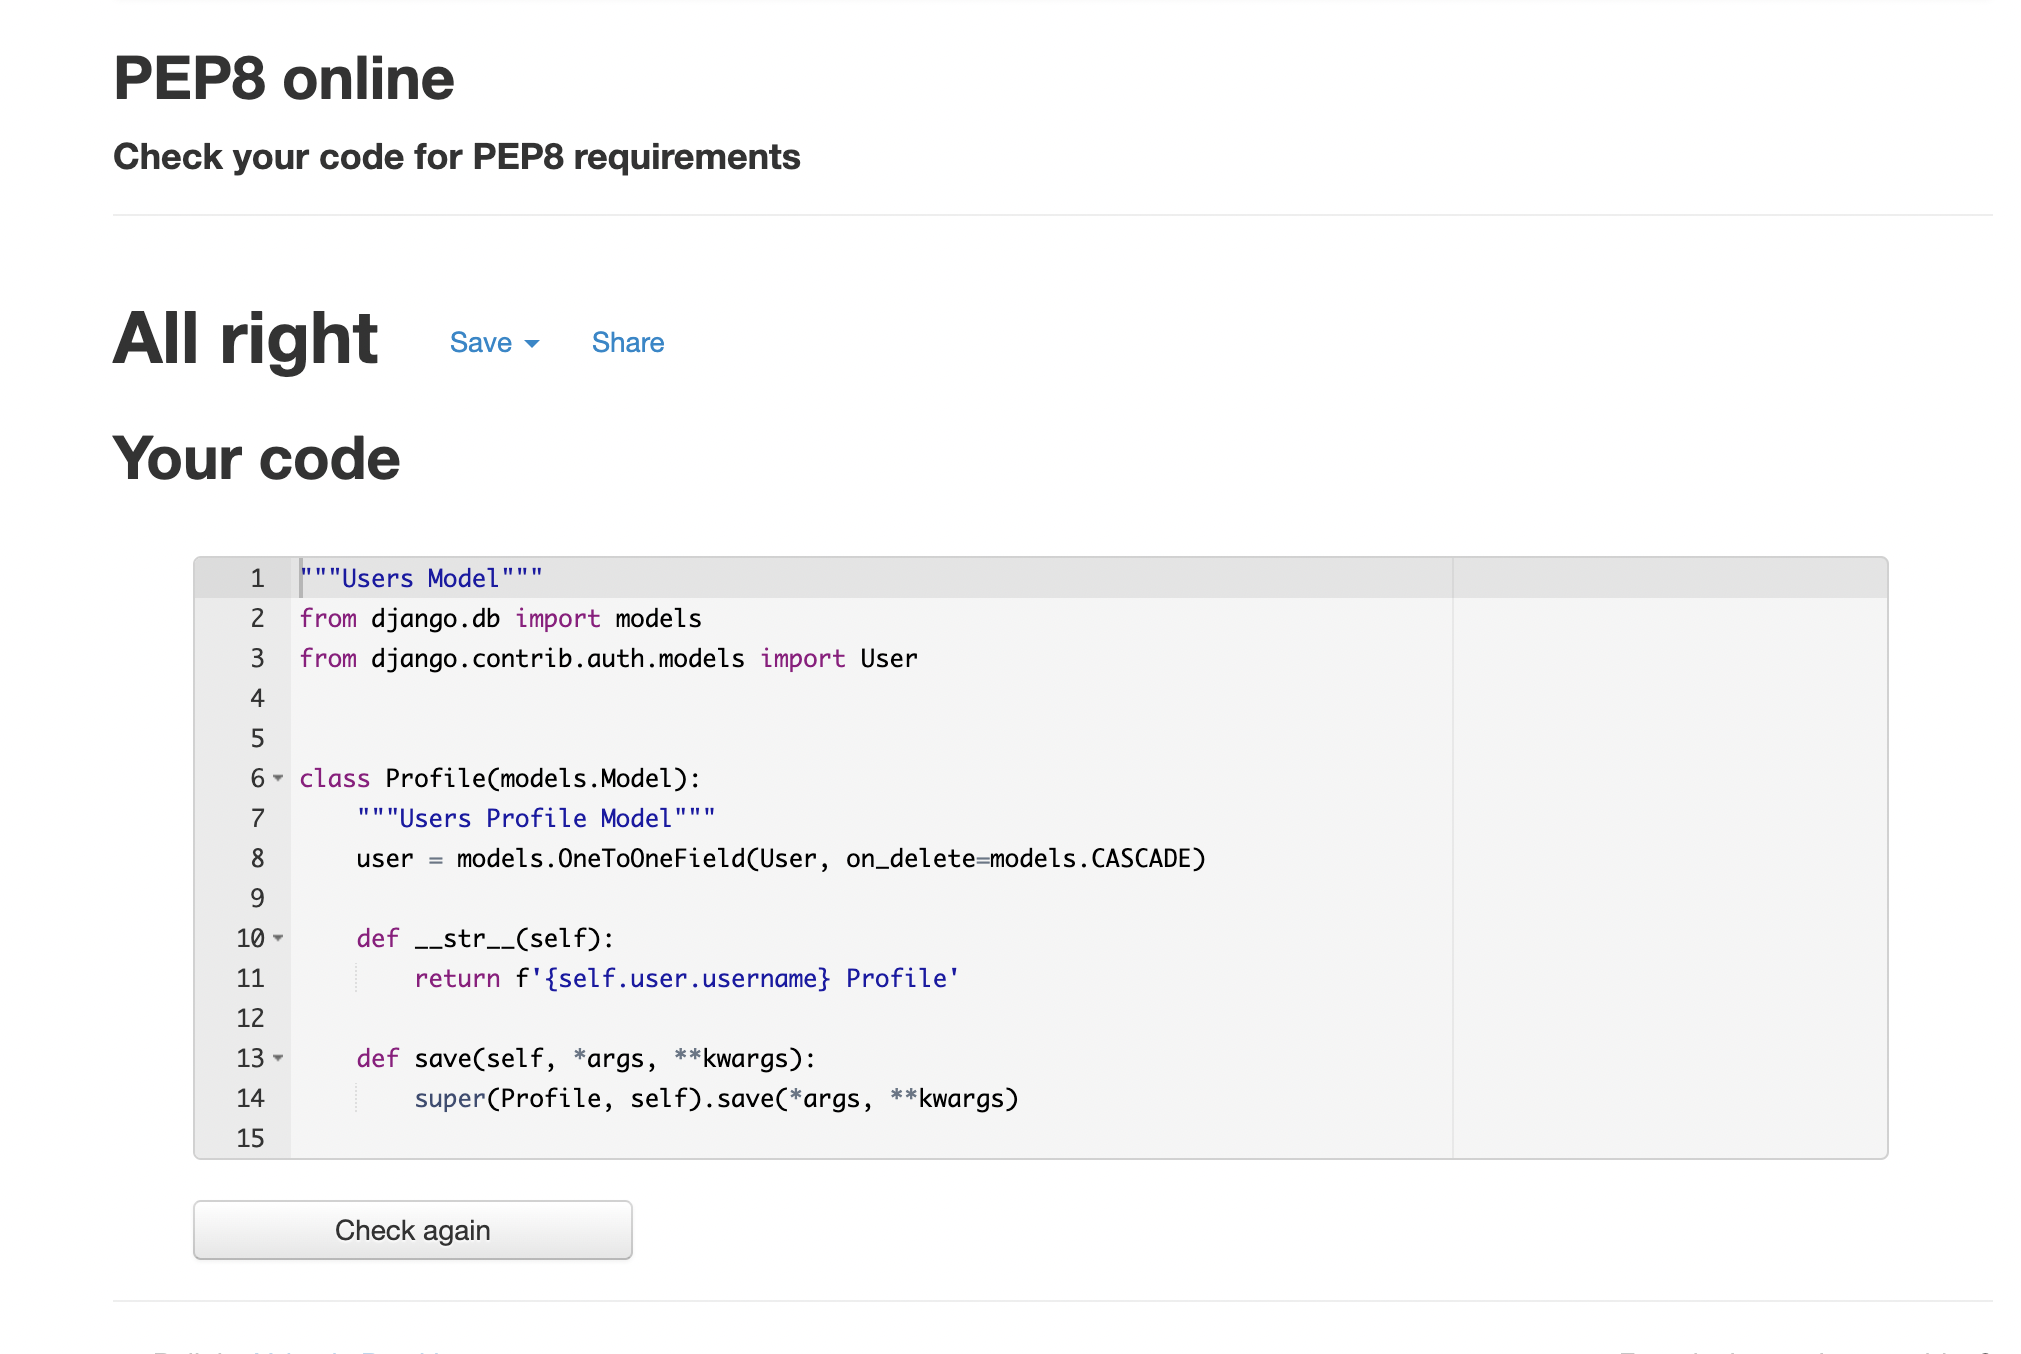 PEP8 online
Check your code for PEP8 requirements
All right Save Share
Your code
1 """Users Model"""
2 from django.db import models
3 from django.contrib.auth.models import User
4
5
6 class Profile(models.Model):
7     """Users Profile Model"""
8     user = models.OneToOneField(User, on_delete=models.CASCADE)
9
10     def __str__(self):
11         return f'{self.user.username} Profile'
12
13     def save(self, *args, **kwargs):
14         super(Profile, self).save(*args, **kwargs)
15
Check again